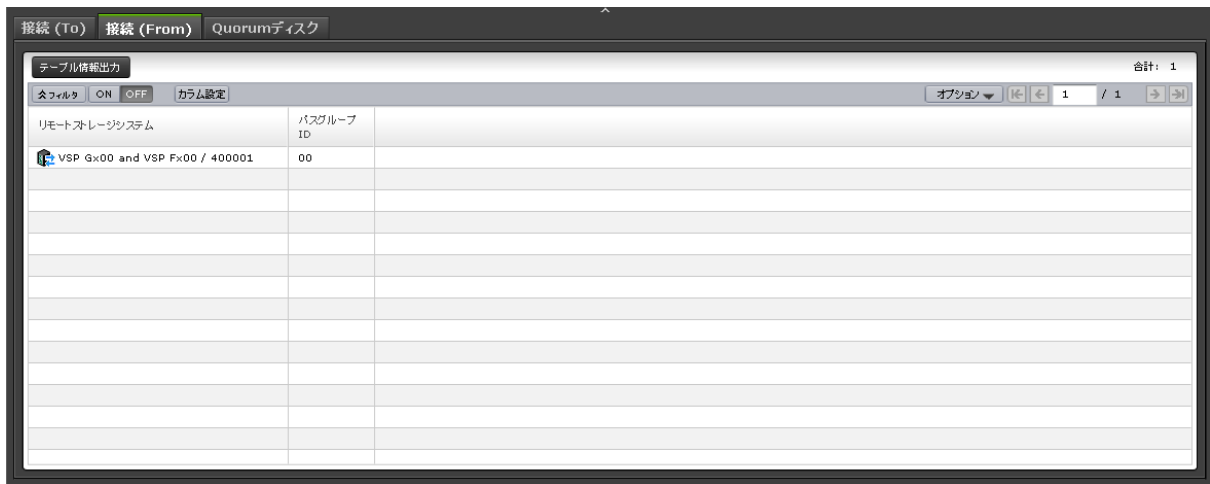 接続 (To) 接続 (From) Quorumディスク
テーブル情報出力 合計: 1
フィルタ ON OFF カラム設定 オプション 1 / 1
リモートストレージシステム パスグループ
ID
VSP Gx00 and VSP Fx00 / 400001 00